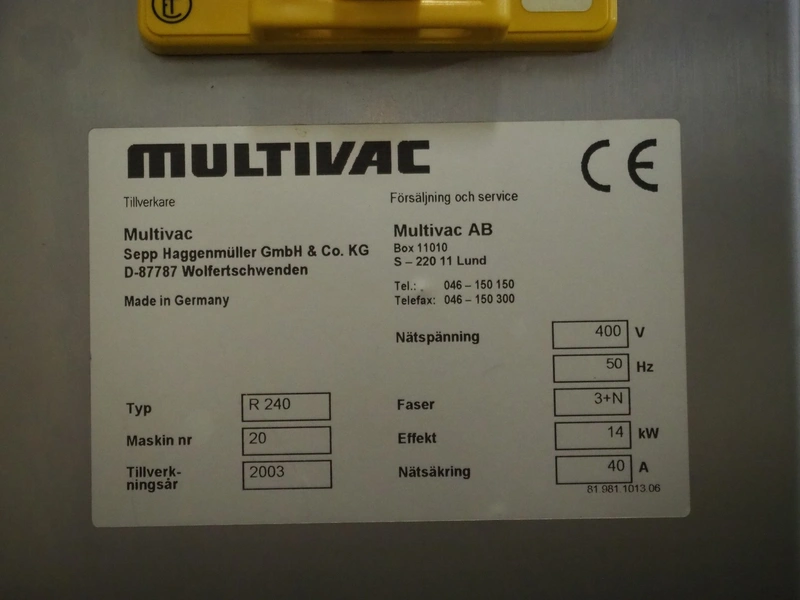 MULTIVAC
CE
Tillverkare
Multivac
Sepp Haggenmüller GmbH & Co. KG
D-87787 Wolfertschwenden
Made in Germany
Försäljning och service
Multivac AB
Box 11010
S – 220 11 Lund
Tel.: 046 – 150 150
Telefax: 046 – 150 300
Nätspänning 400 V
50 Hz
Typ R 240
Faser 3+N
Maskin nr 20
Effekt 14 kW
Tillverk-
ningsår 2003
Nätsäkring 40 A
81.981.1013.06